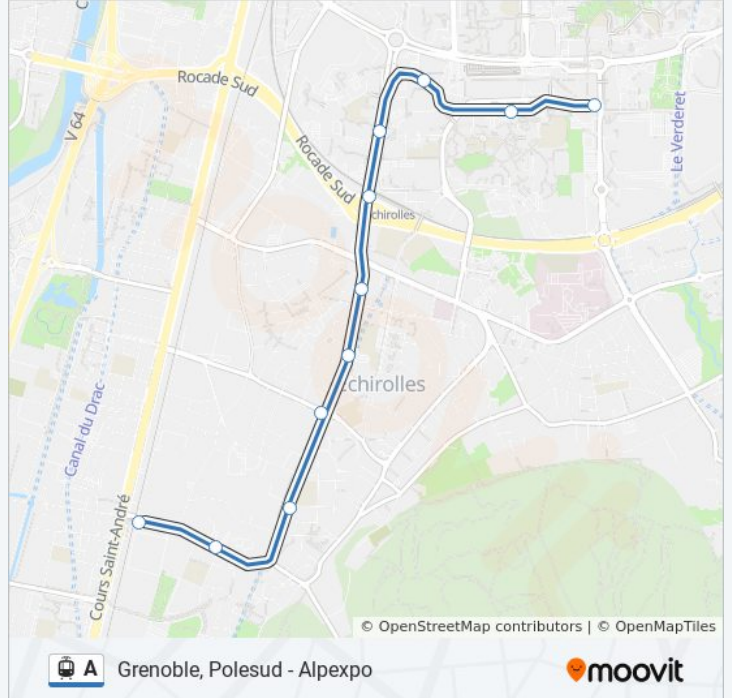 C
Rocade Sud
V 64
Le Verderet
Rocade Sud
chirolles
chirolles
Canal du Drac
Cours Saint-André
© OpenStreetMap contributors | © OpenMapTiles
A Grenoble, Polesud - Alpexpo
moovit